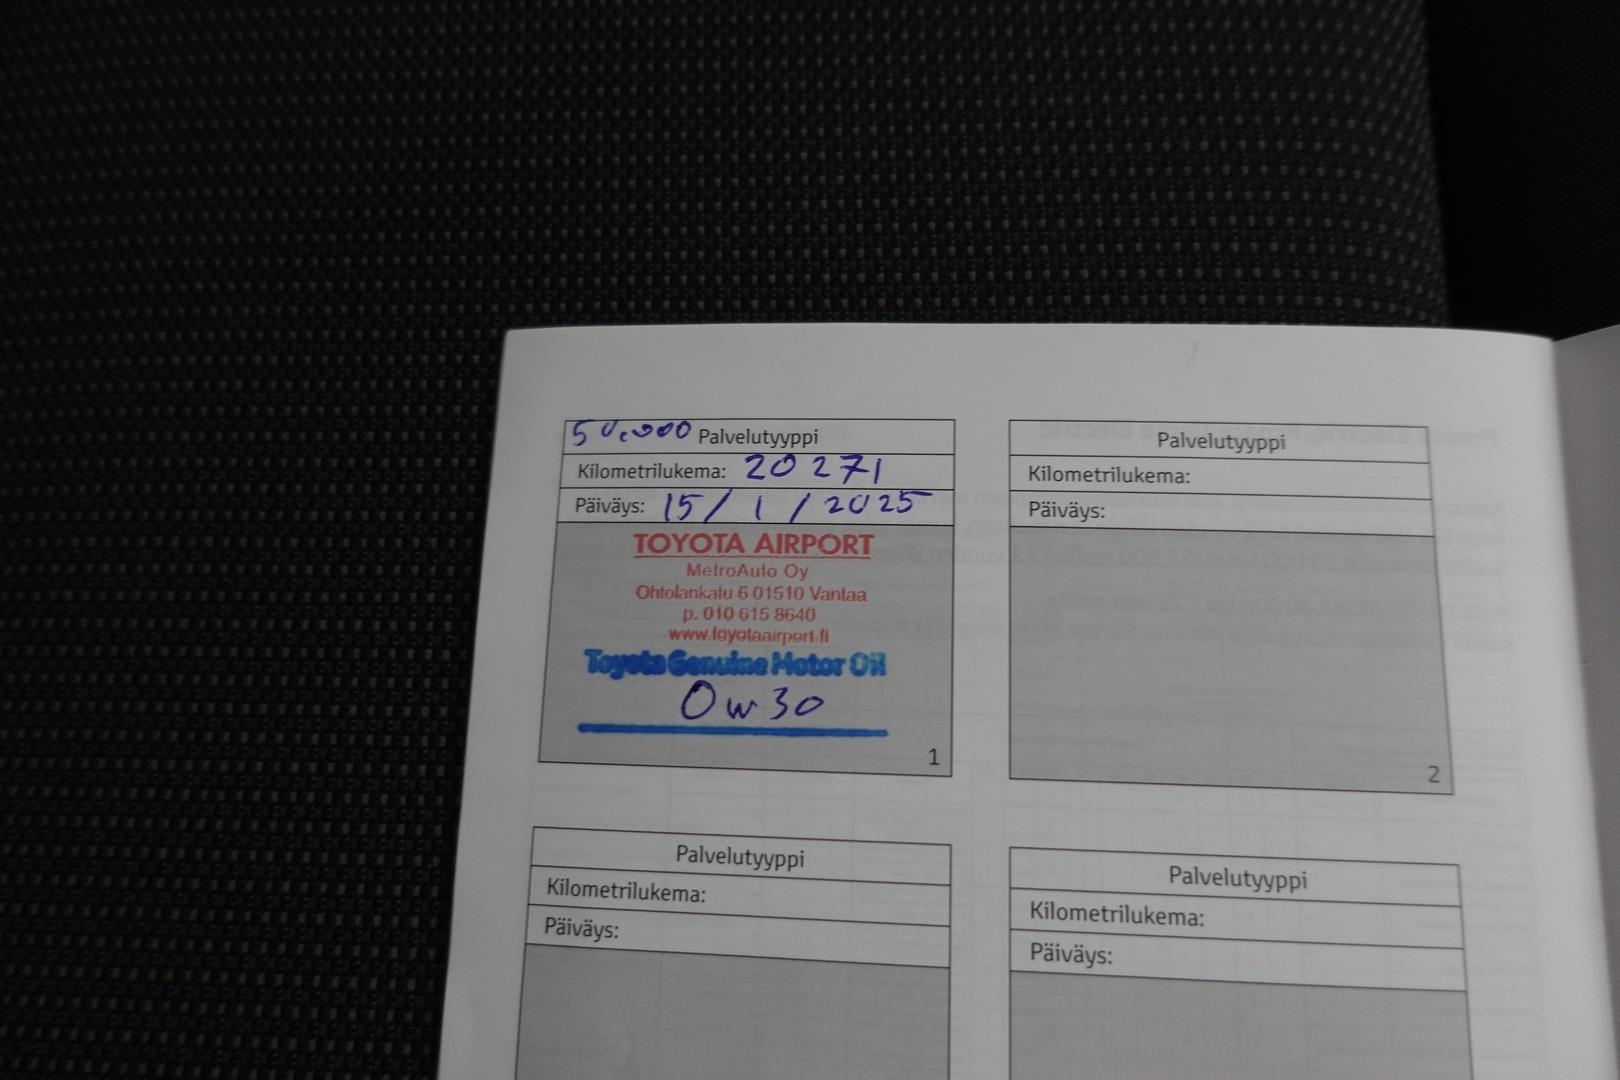 50.000 Palvelutyyppi
Kilometrilukema: 20271
Päiväys: 15/1/2025
TOYOTA AIRPORT
MetroAuto Oy
Ohtolankatu 6 01510 Vantaa
p. 010 615 8640
www.toyotaairport.fi
Toyota Genuine Motor Oil
0w30
1
Palvelutyyppi
Kilometrilukema:
Päiväys:
2
Palvelutyyppi
Kilometrilukema:
Päiväys:
Palvelutyyppi
Kilometrilukema:
Päiväys: